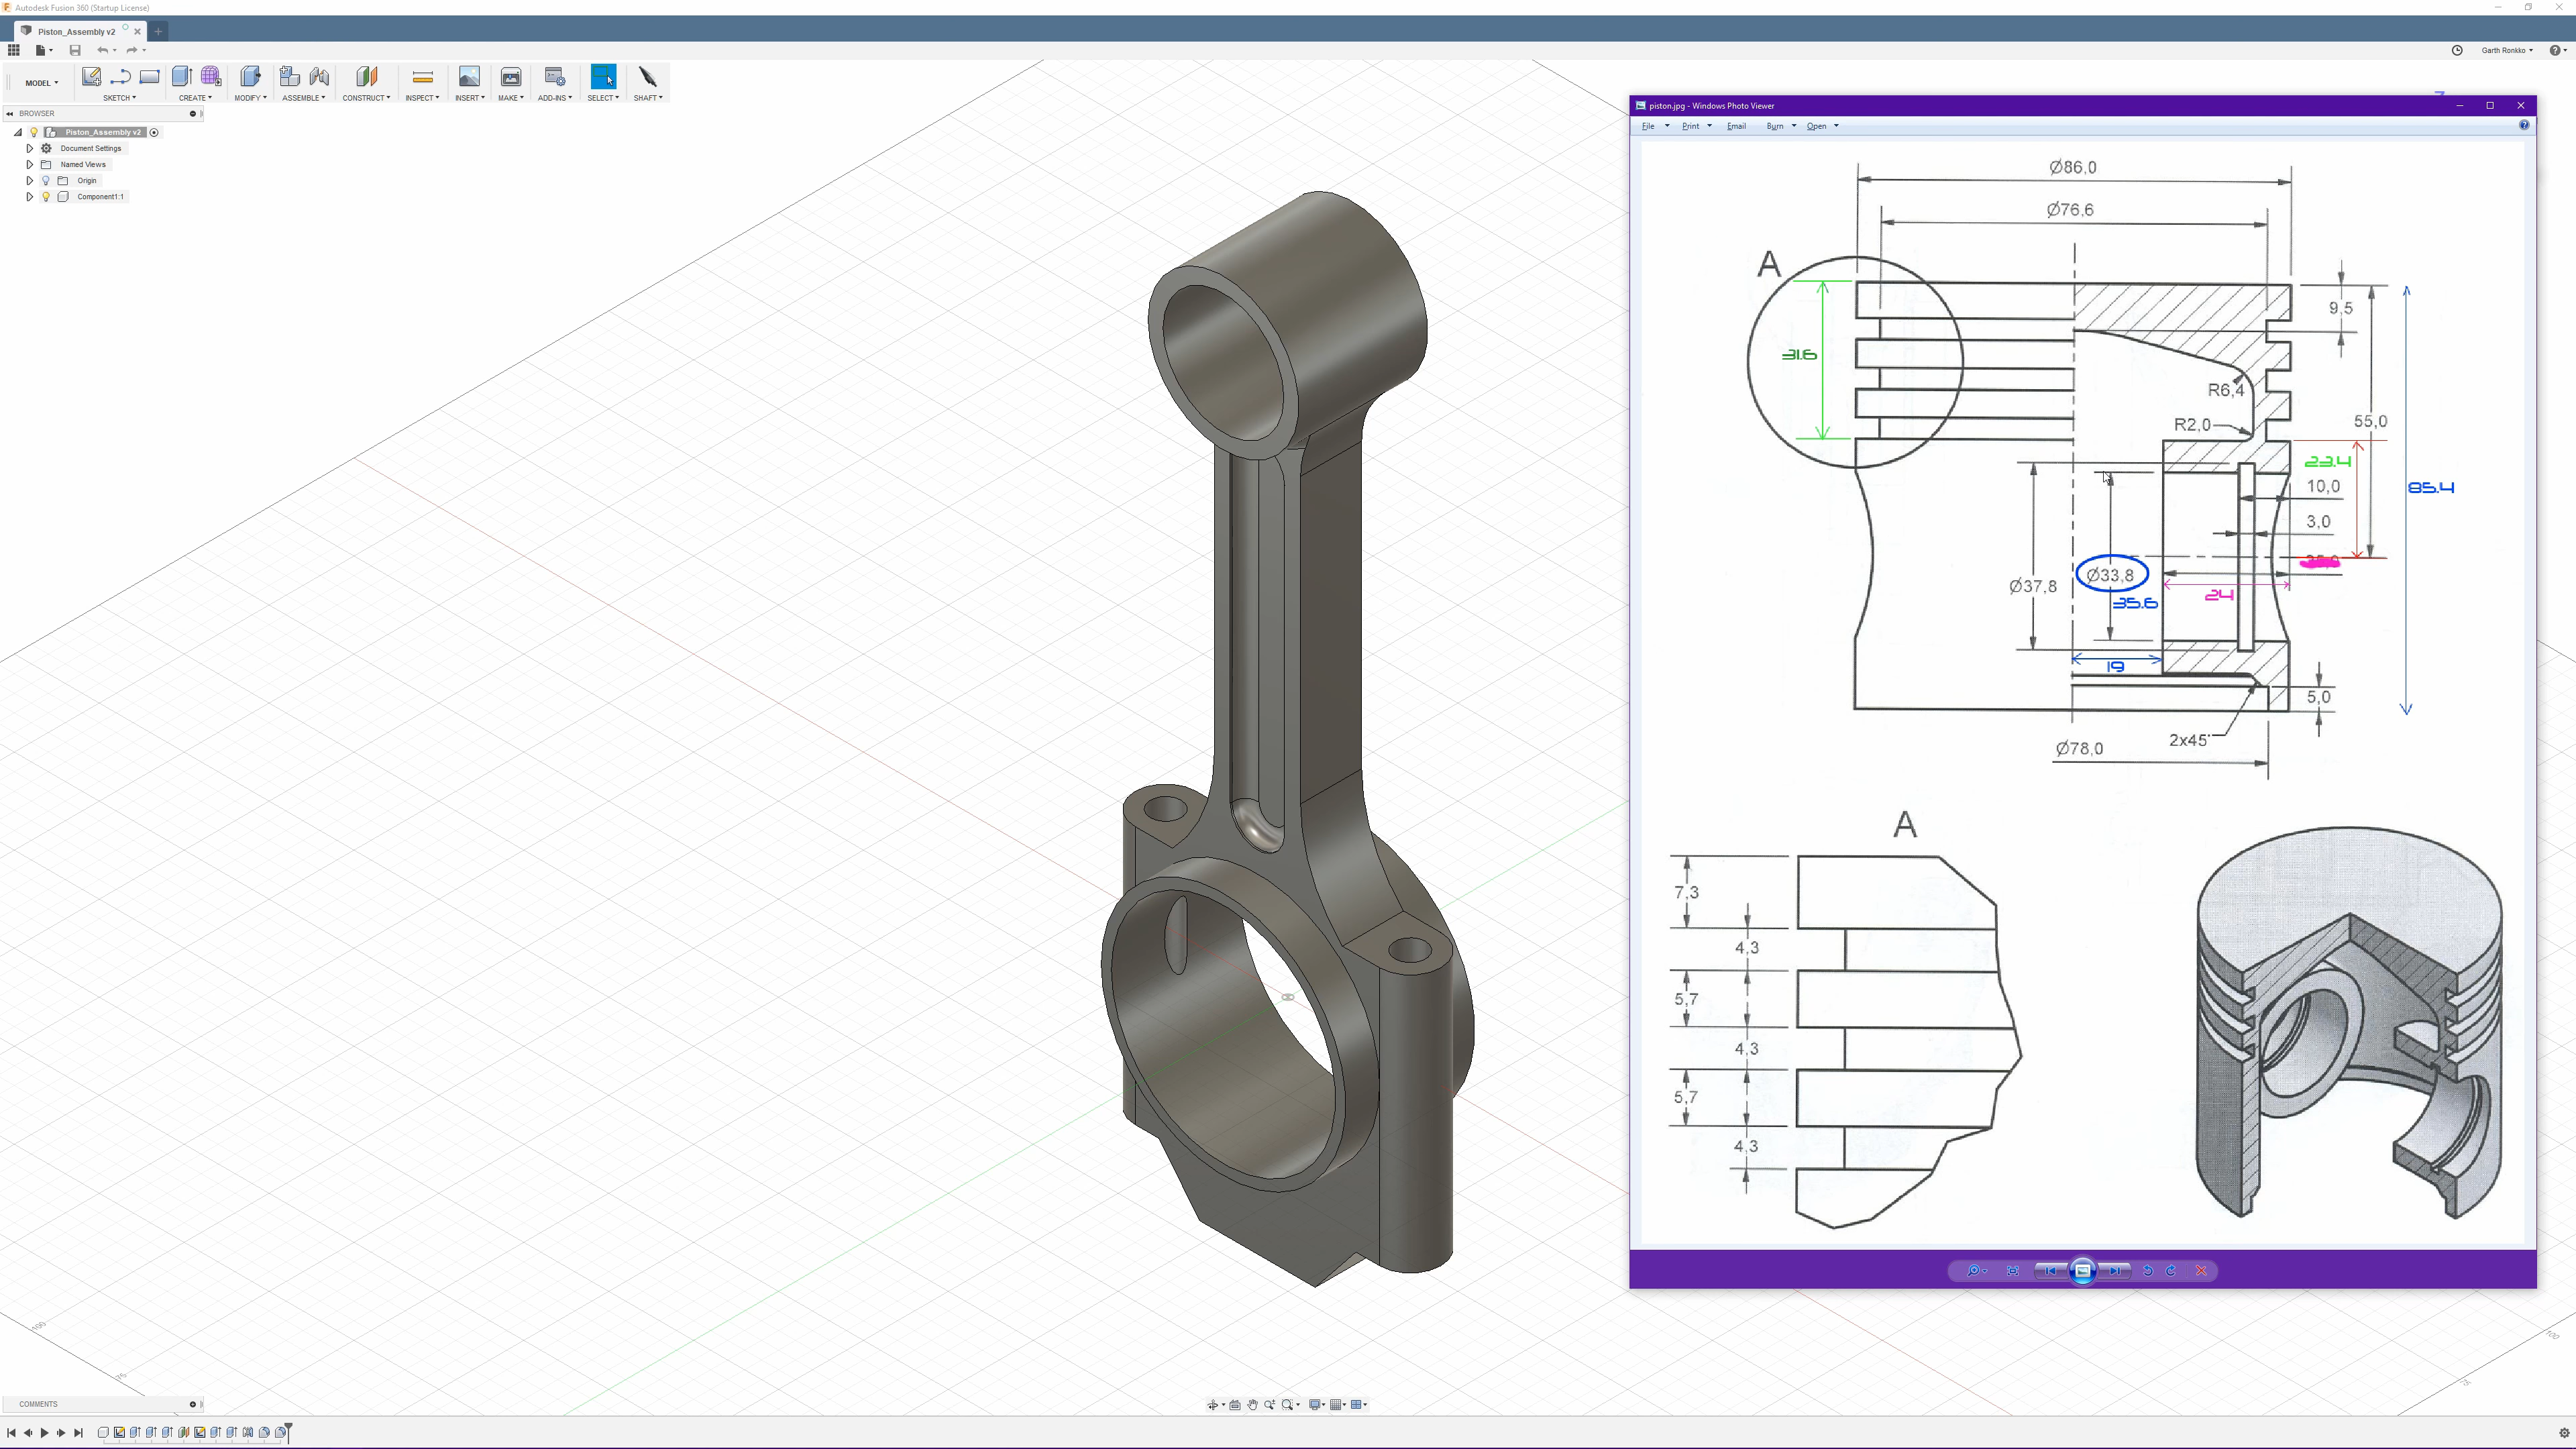 Autodesk Fusion 360 (Startup License)
Piston_Assembly v2
Garth Ronkko
MODEL
SKETCH
CREATE
MODIFY
ASSEMBLE
CONSTRUCT
INSPECT
INSERT
MAKE
ADD-INS
SELECT
SHAFT
BROWSER
Piston_Assembly v2
Document Settings
Named Views
Origin
Component1:1
piston.jpg - Windows Photo Viewer
File Print Email Burn Open
Ø86,0
Ø76,6
A
9,5
31.6
R6,4
55,0
R2,0
23.4
10,0
85.4
3,0
Ø33,8
Ø37,8
24
35.6
19
5,0
2x45°
Ø78,0
A
7,3
4,3
5,7
4,3
5,7
4,3
100
75
100
75
COMMENTS